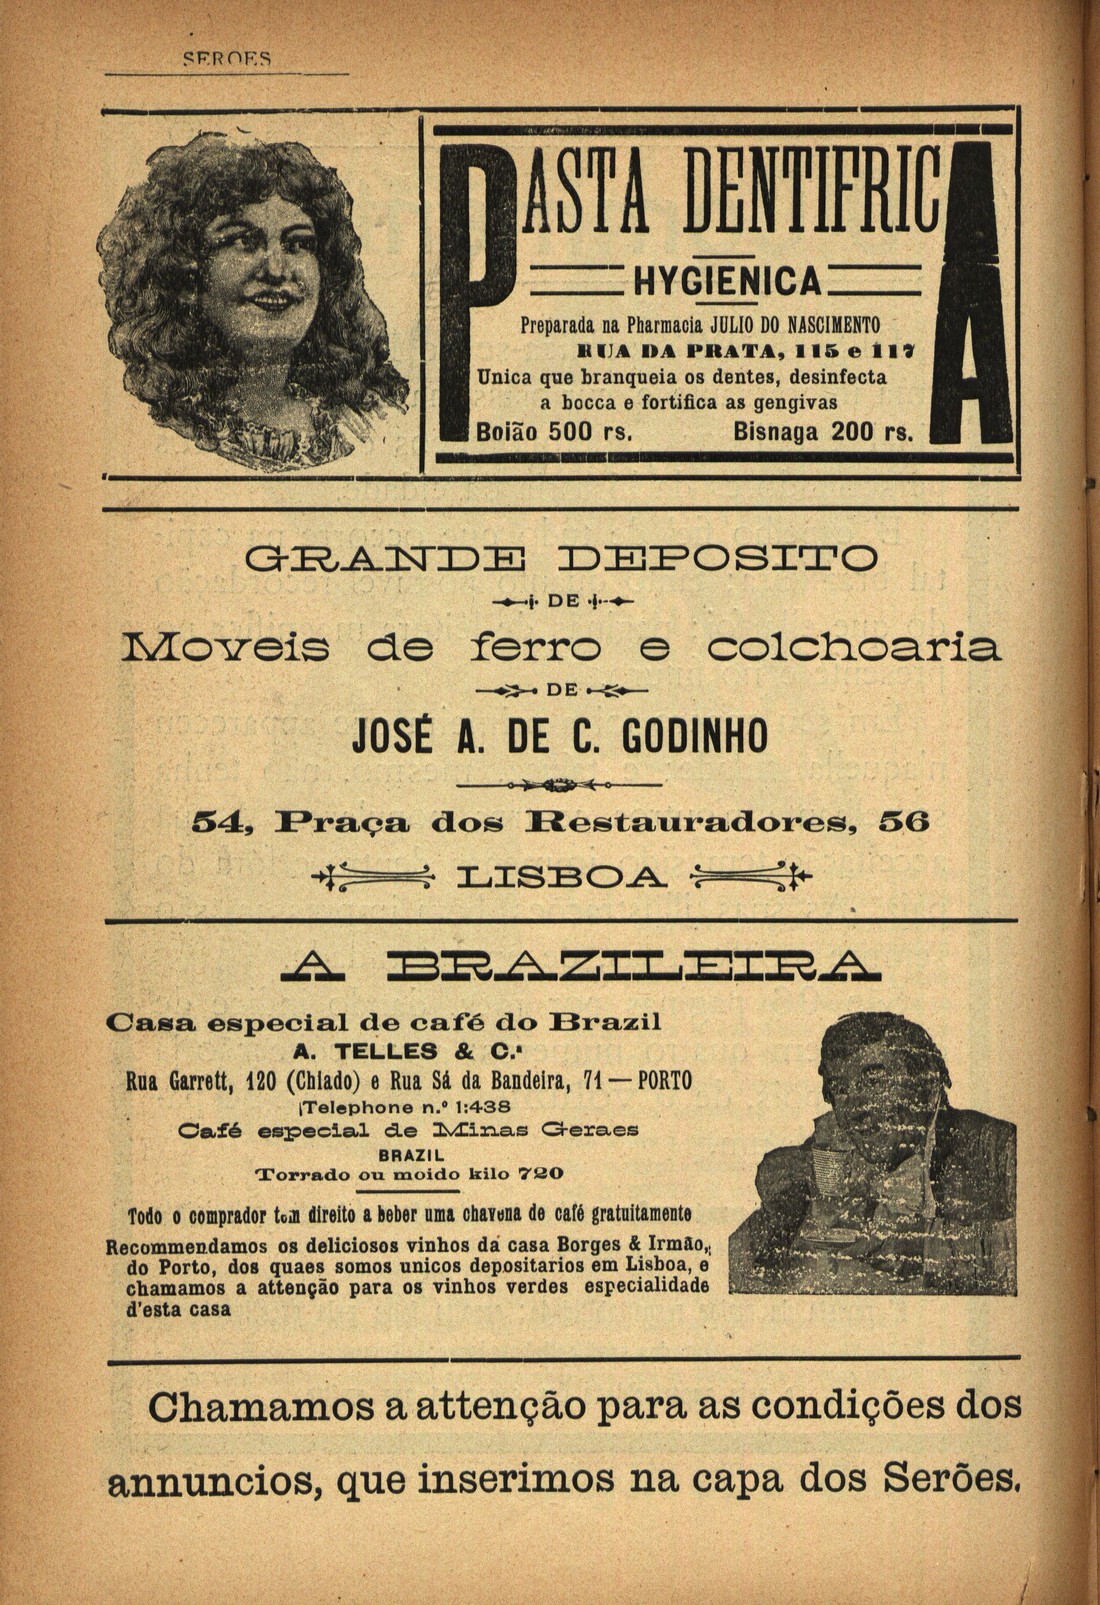 SEROES
PASTA DENTIFRICA
HYGIENICA
Preparada na Pharmacia JULIO DO NASCIMENTO
RUA DA PRATA, 115 e 117
Unica que branqueia os dentes, desinfecta
a bocca e fortifica as gengivas
Boião 500 rs. Bisnaga 200 rs.
GRANDE DEPOSITO
DE
Moveis de ferro e colchoaria
DE
JOSÉ A. DE C. GODINHO
54, Praça dos Restauradores, 56
LISBOA
A BRAZILEIRA
Casa especial de café do Brazil
A. TELLES & C.ª
Rua Garrett, 120 (Chiado) e Rua Sá da Bandeira, 71 — PORTO
Telephone n.º 1:438
Café especial de Minas Geraes
BRAZIL
Torrado ou moido kilo 720
Todo o comprador tem direito a beber uma chavena de café gratuitamente
Recommendamos os deliciosos vinhos da casa Borges & Irmão,
do Porto, dos quaes somos unicos depositarios em Lisboa, e
chamamos a attenção para os vinhos verdes especialidade
d'esta casa
Chamamos a attenção para as condições dos
annuncios, que inserimos na capa dos Serões.